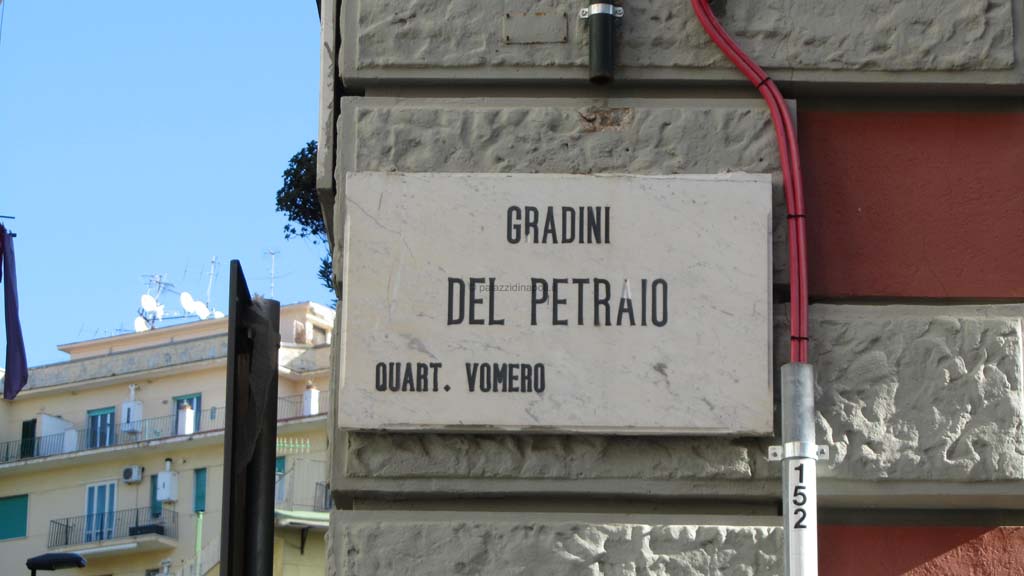 GRADINI
DEL PETRAIO
QUART. VOMERO
152